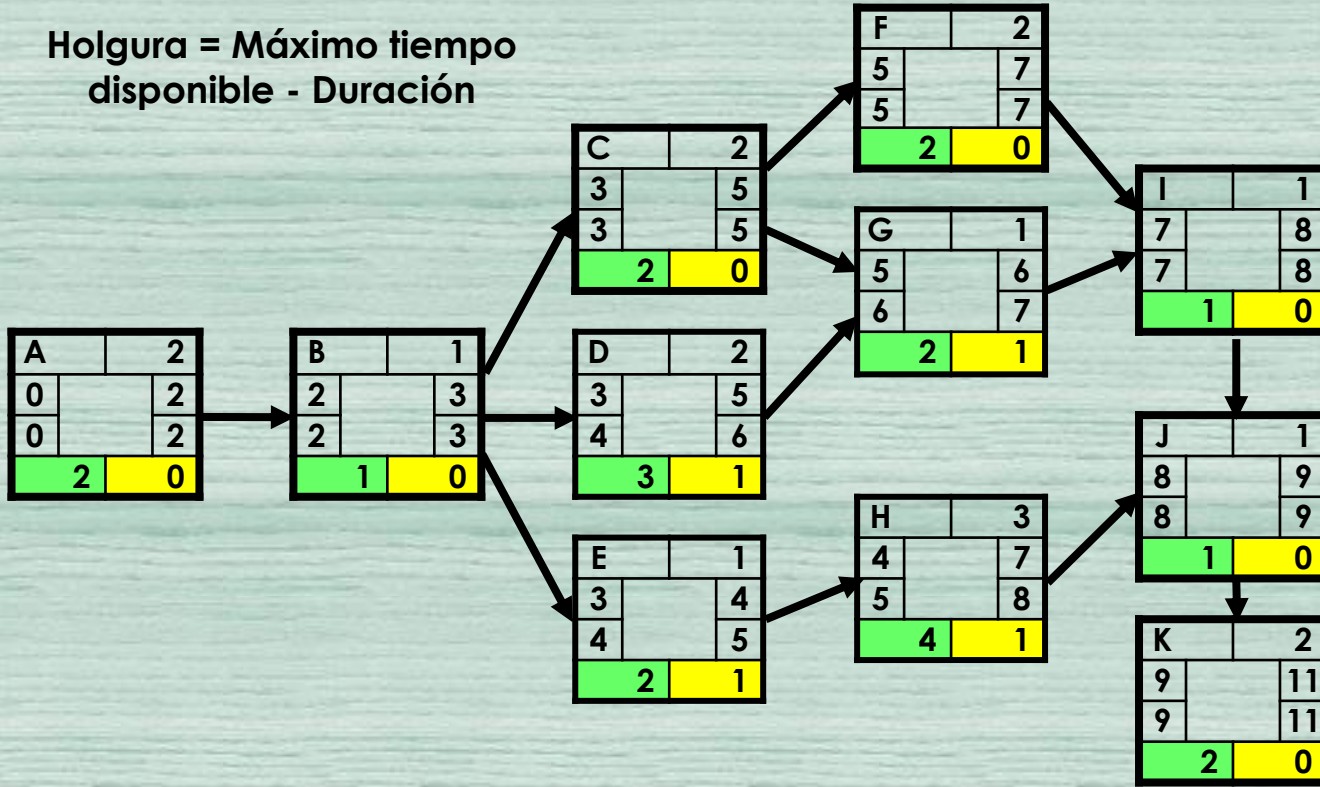 Holgura = Máximo tiempo
disponible - Duración
A 2
0 2
0 2
2 0
B 1
2 3
2 3
1 0
C 2
3 5
3 5
2 0
D 2
3 5
4 6
3 1
E 1
3 4
4 5
2 1
F 2
5 7
5 7
2 0
G 1
5 6
6 7
2 1
H 3
4 7
5 8
4 1
I 1
7 8
7 8
1 0
J 1
8 9
8 9
1 0
K 2
9 11
9 11
2 0